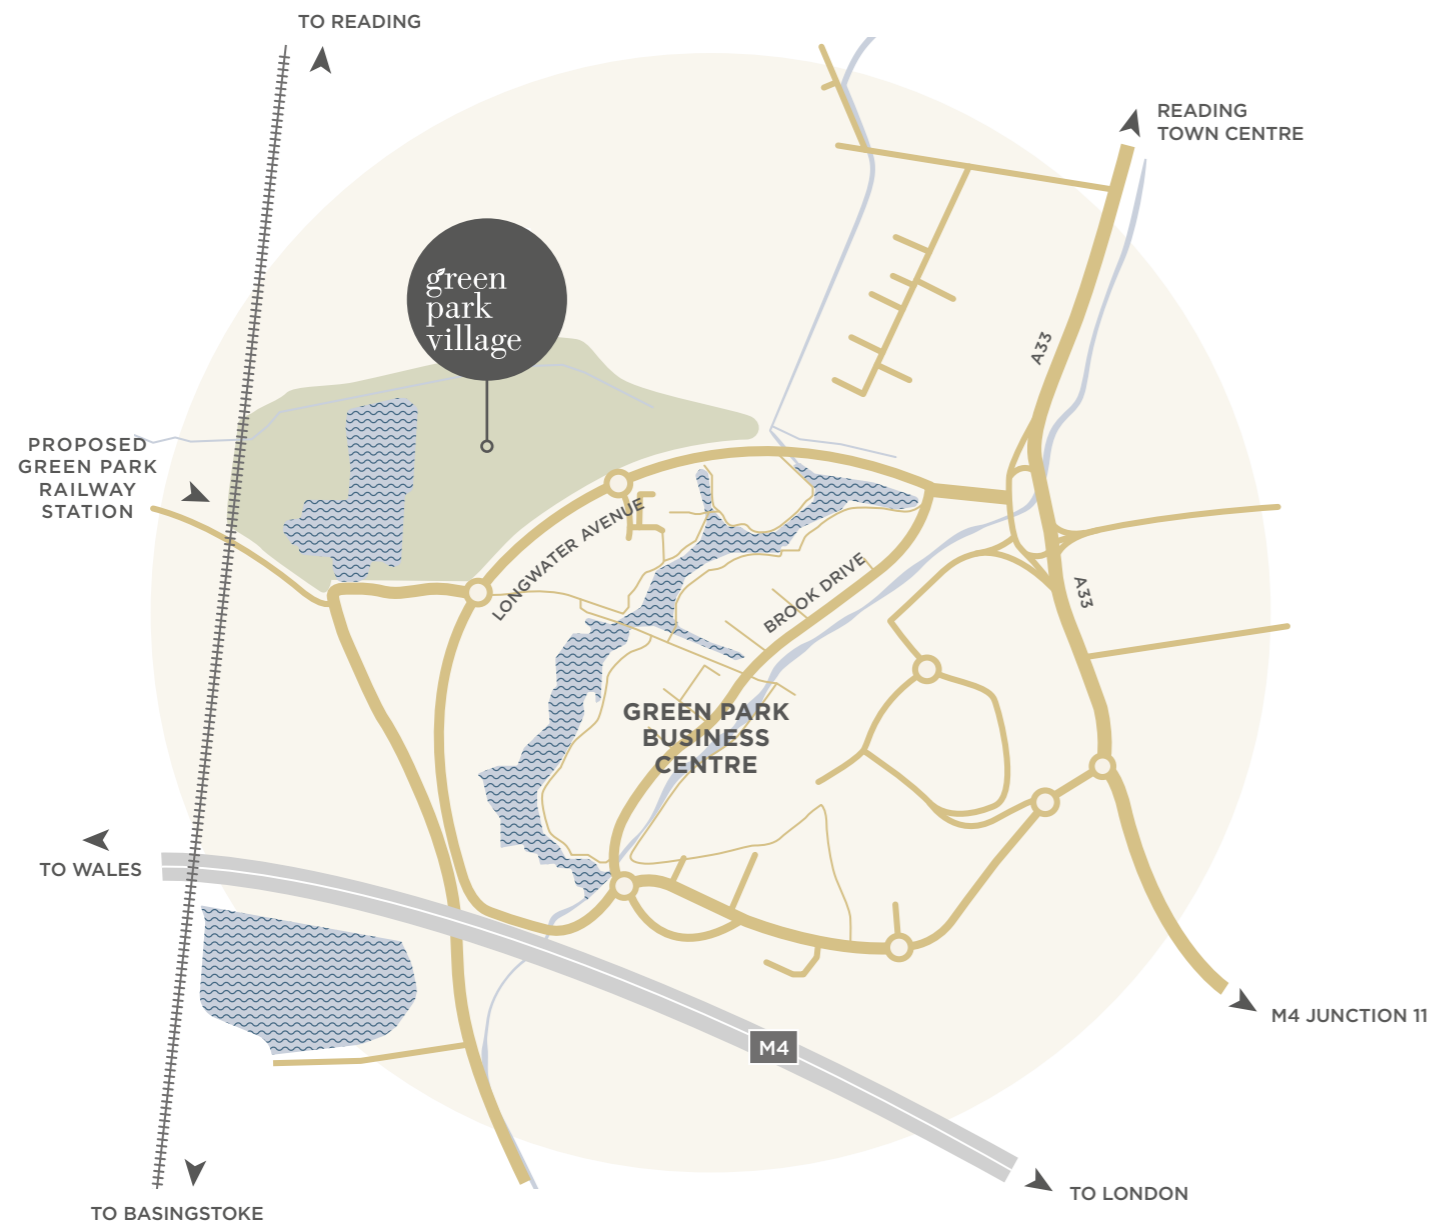 TO READING
READING
TOWN CENTRE
green
park
village
A33
PROPOSED
GREEN PARK
RAILWAY
STATION
LONGWATER AVENUE
BROOK DRIVE
A33
GREEN PARK
BUSINESS
CENTRE
TO WALES
M4 JUNCTION 11
M4
TO LONDON
TO BASINGSTOKE